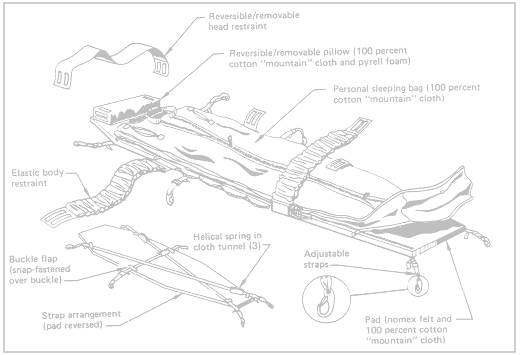 Reversible/removable
head restraint
Reversible/removable pillow (100 percent
cotton "mountain" cloth and pyrell foam)
Personal sleeping bag (100 percent
cotton "mountain" cloth)
Elastic body
restraint
Helical spring in
cloth tunnel (3)
Buckle flap
(snap-fastened
over buckle)
Adjustable
straps
Strap arrangement
(pad reversed)
Pad (nomex felt and
100 percent cotton
"mountain" cloth)